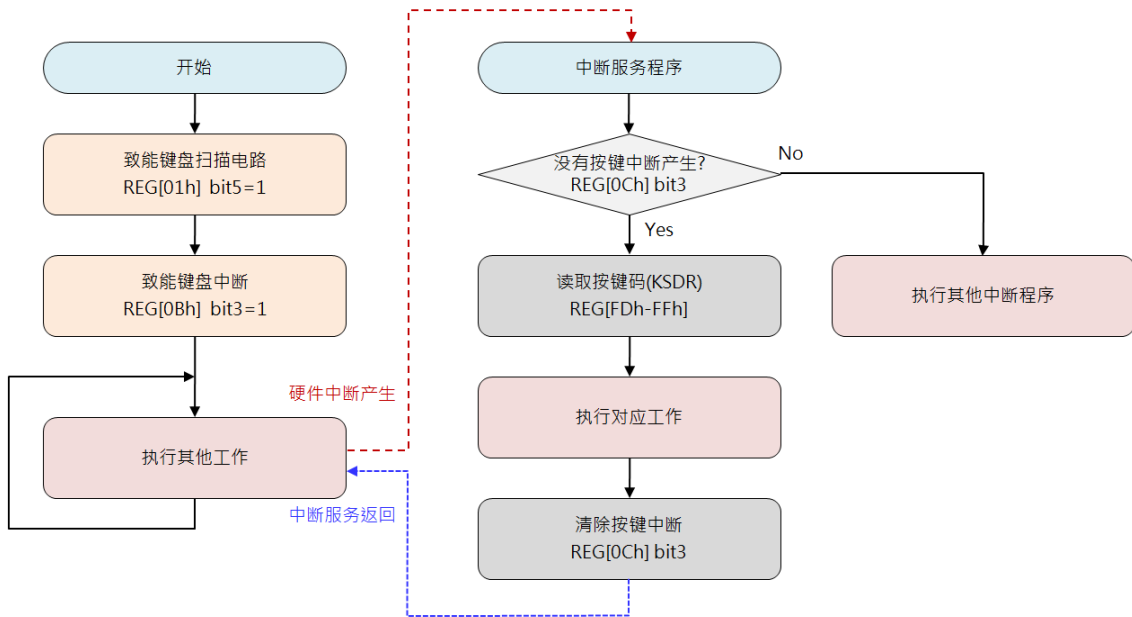 开始
致能键盘扫描电路
REG[01h] bit5=1
致能键盘中断
REG[0Bh] bit3=1
执行其他工作
硬件中断产生
中断服务返回
中断服务程序
没有按键中断产生?
REG[0Ch] bit3
No
Yes
读取按键码(KSDR)
REG[FDh-FFh]
执行其他中断程序
执行对应工作
清除按键中断
REG[0Ch] bit3